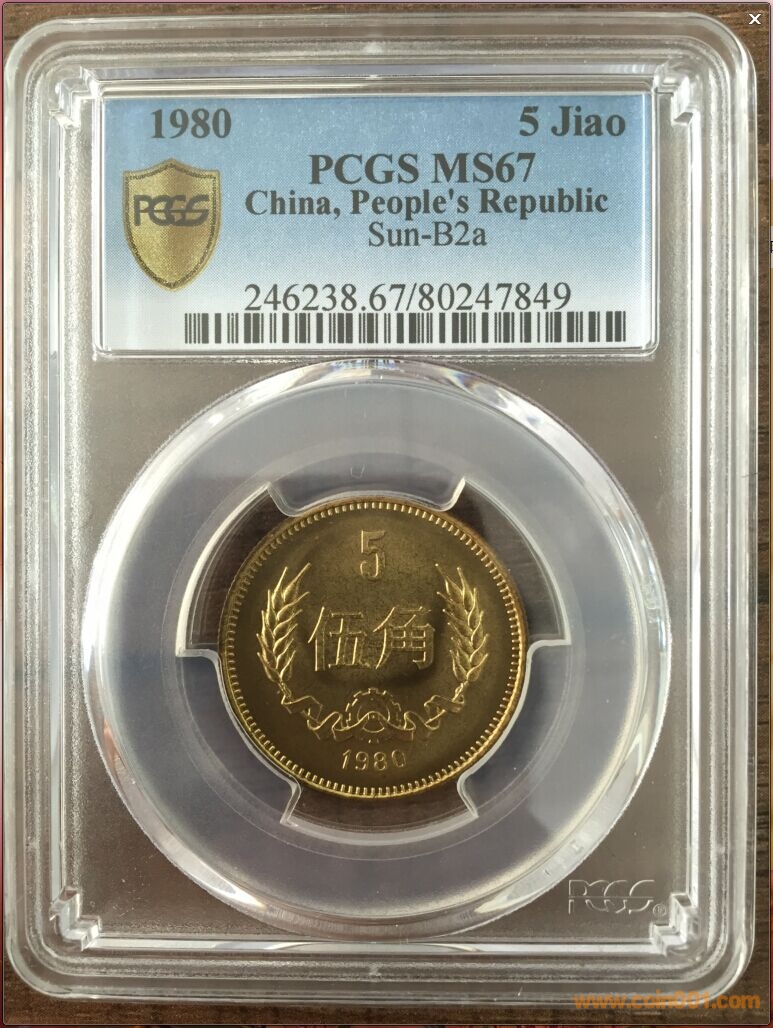 1980 5 Jiao
PCGS MS67
PCGS
China, People's Republic
Sun-B2a
246238.67/80247849
5
伍角
1980
PCGS
www.coin001.com